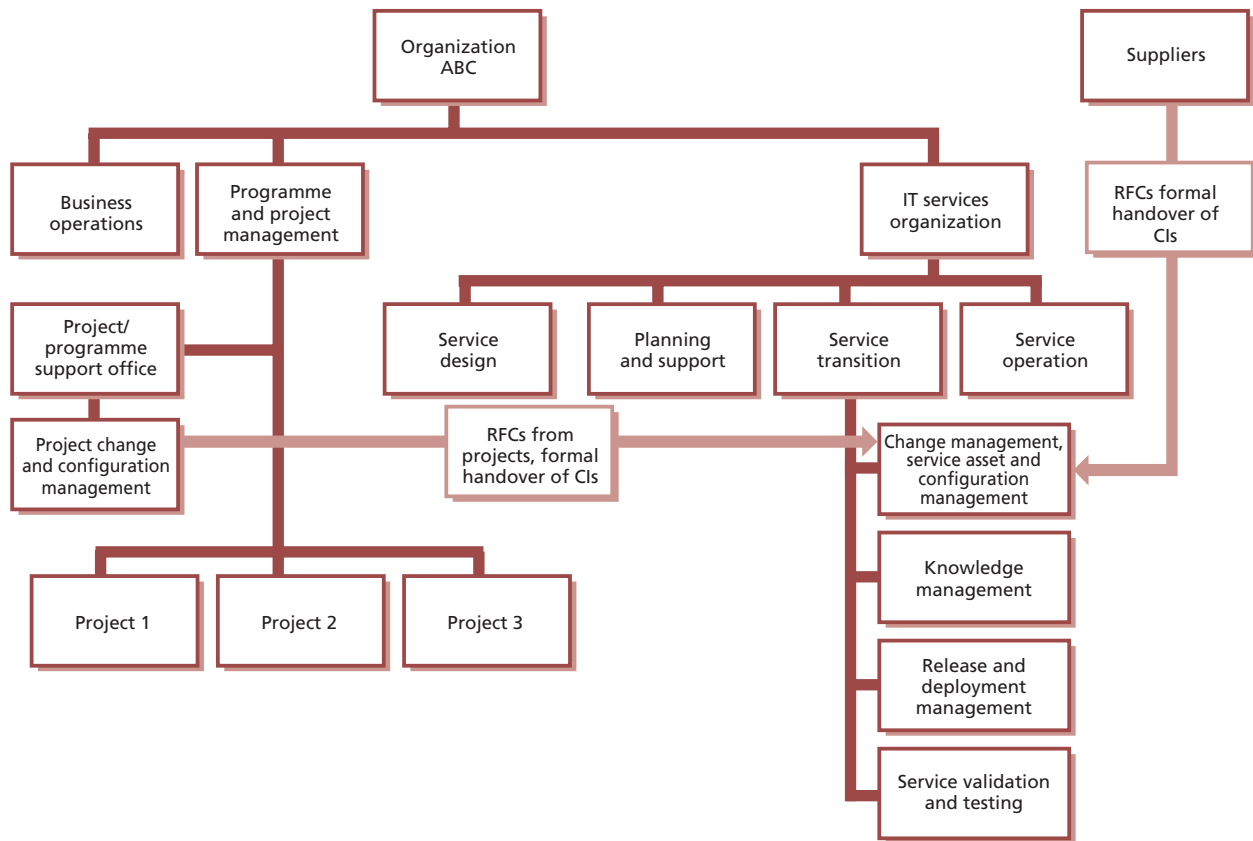 Organization
ABC
Suppliers
Business
operations
Programme
and project
management
IT services
organization
RFCs formal
handover of
CIs
Project/
programme
support office
Service
design
Planning
and support
Service
transition
Service
operation
Project change
and configuration
management
RFCs from
projects, formal
handover of CIs
Change management,
service asset and
configuration
management
Knowledge
management
Project 1
Project 2
Project 3
Release and
deployment
management
Service validation
and testing